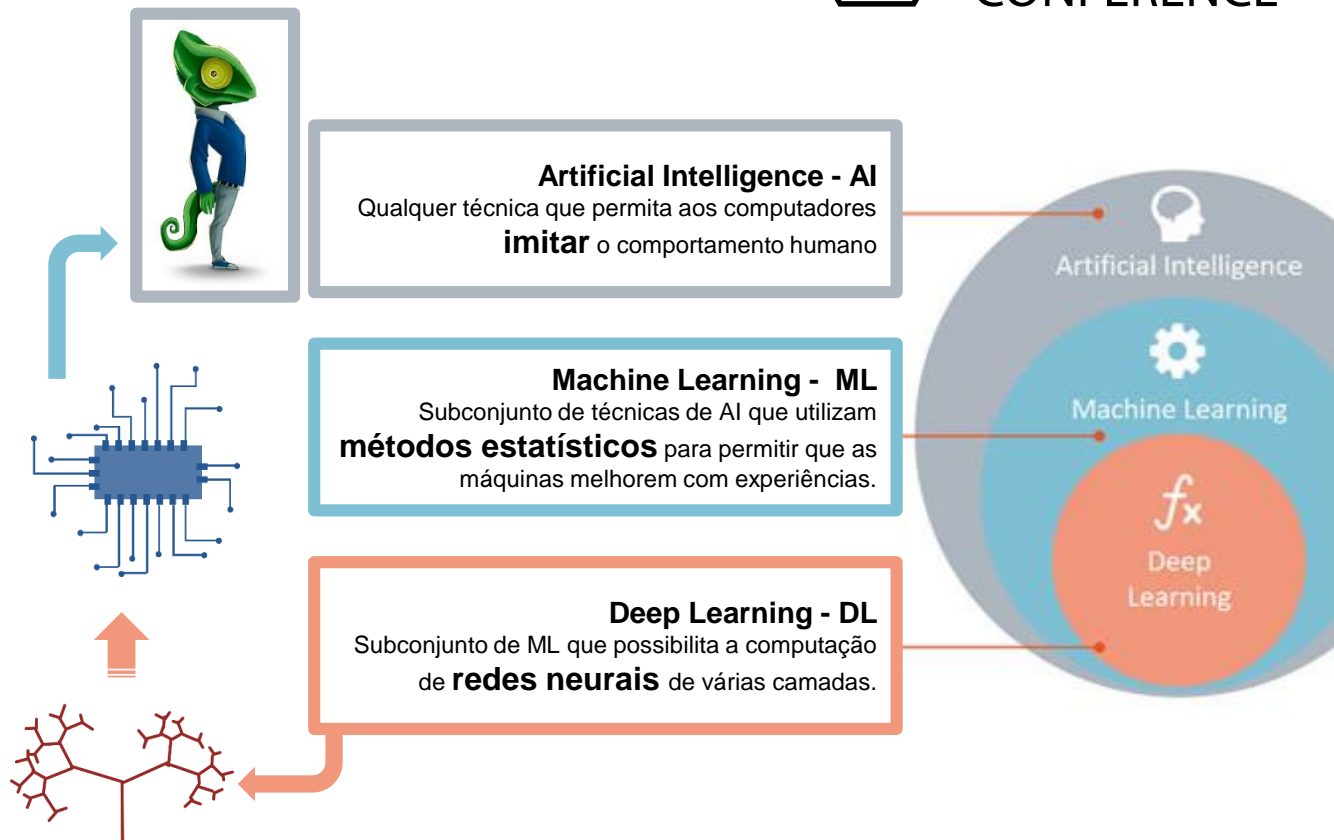 CONFERENCE
Artificial Intelligence - AI
Qualquer técnica que permita aos computadores
imitar o comportamento humano
Artificial Intelligence
Machine Learning - ML
Subconjunto de técnicas de AI que utilizam
métodos estatísticos para permitir que as
máquinas melhorem com experiências.
Machine Learning
fx
Deep
Learning
Deep Learning - DL
Subconjunto de ML que possibilita a computação
de redes neurais de várias camadas.